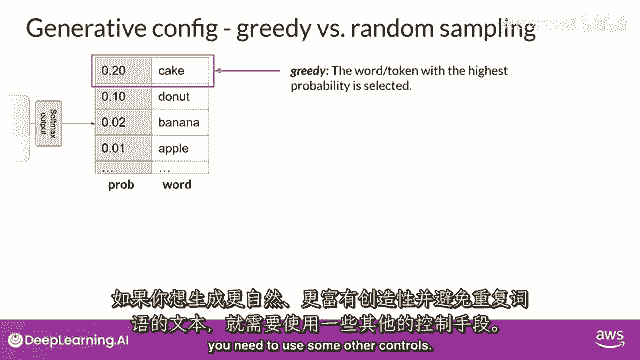 Generative config - greedy vs. random sampling
Softmax
output
0.20 cake
0.10 donut
0.02 banana
0.01 apple
... ...
prob word
greedy: The word/token with the highest
probability is selected.
如果你想生成更自然、更富有创造性并避免重复词
语的文本，就需要使用一些其他的控制手段。
you need to use some other controls.
DeepLearning.AI
aws